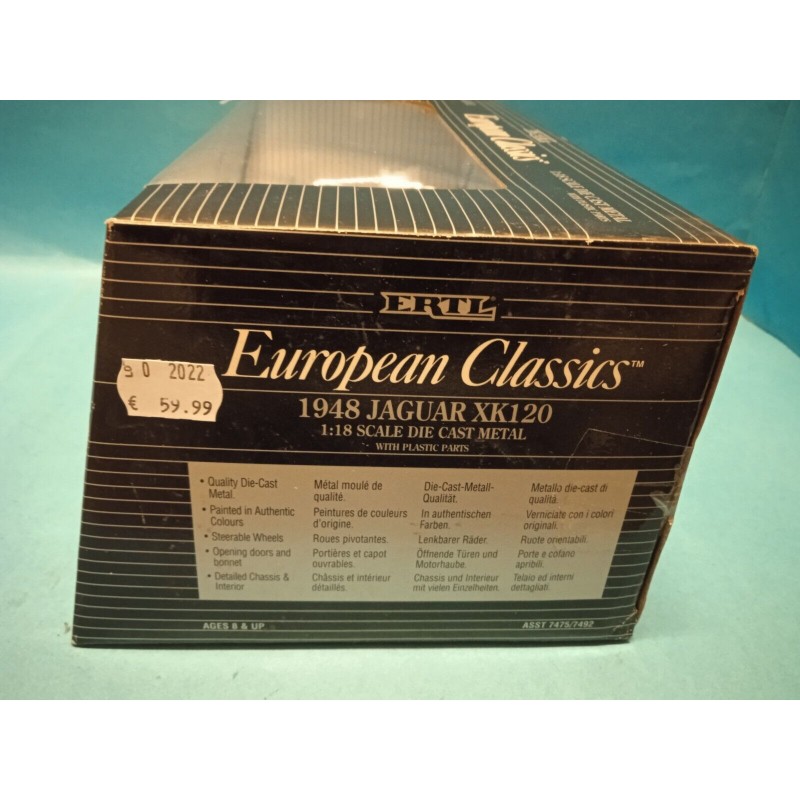 European Classics
ERTL
European Classics™
1948 JAGUAR XK120
1:18 SCALE DIE CAST METAL
WITH PLASTIC PARTS
90 2022
€ 59.99
• Quality Die-Cast
Metal.
• Painted in Authentic
Colours
• Steerable Wheels
• Opening doors and
bonnet
• Detailed Chassis &
Interior
Métal moulé de
qualité.
Peintures de couleurs
d'origine.
Roues pivotantes.
Portières et capot
ouvrables.
Châssis et intérieur
détaillés.
Die-Cast-Metall-
Qualität.
In authentischen
Farben.
Lenkbarer Räder.
Öffnende Türen und
Motorhaube.
Chassis und Interieur
mit vielen Einzelheiten.
Metallo die-cast di
qualità.
Verniciate con i colori
originali.
Ruote orientabili.
Porte e cofano
apribili.
Telaio ed interni
dettagliati.
AGES 8 & UP
ASST 7475/7492